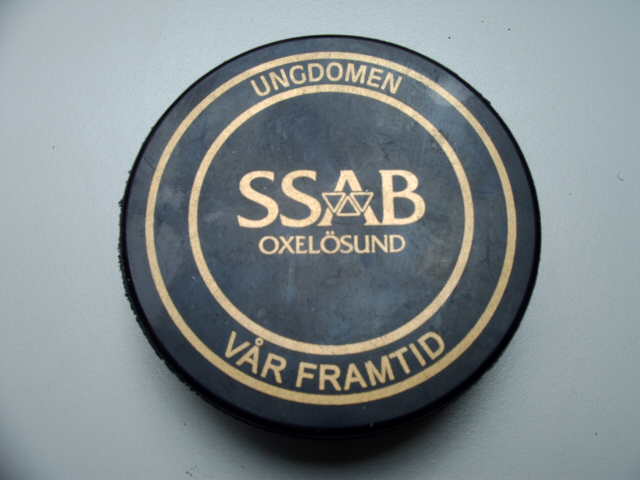 UNGDOMEN
SSAB
OXELÖSUND
VÅR FRAMTID